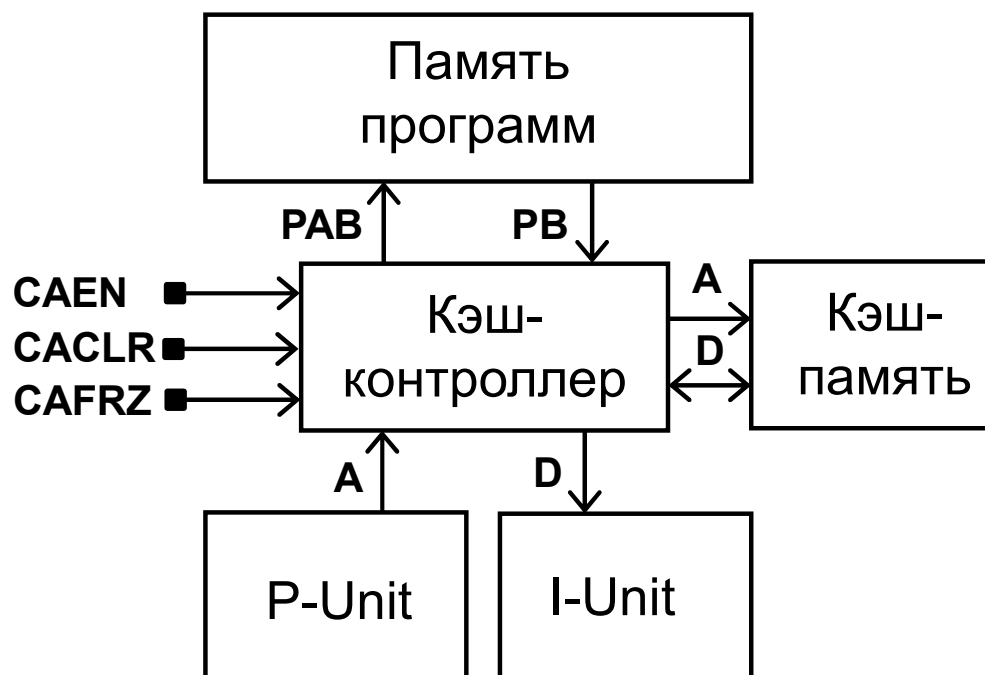 Память
программ
PAB
PB
CAEN
CACLR
CAFRZ
Кэш-
контроллер
A
D
Кэш-
память
A
D
P-Unit
I-Unit